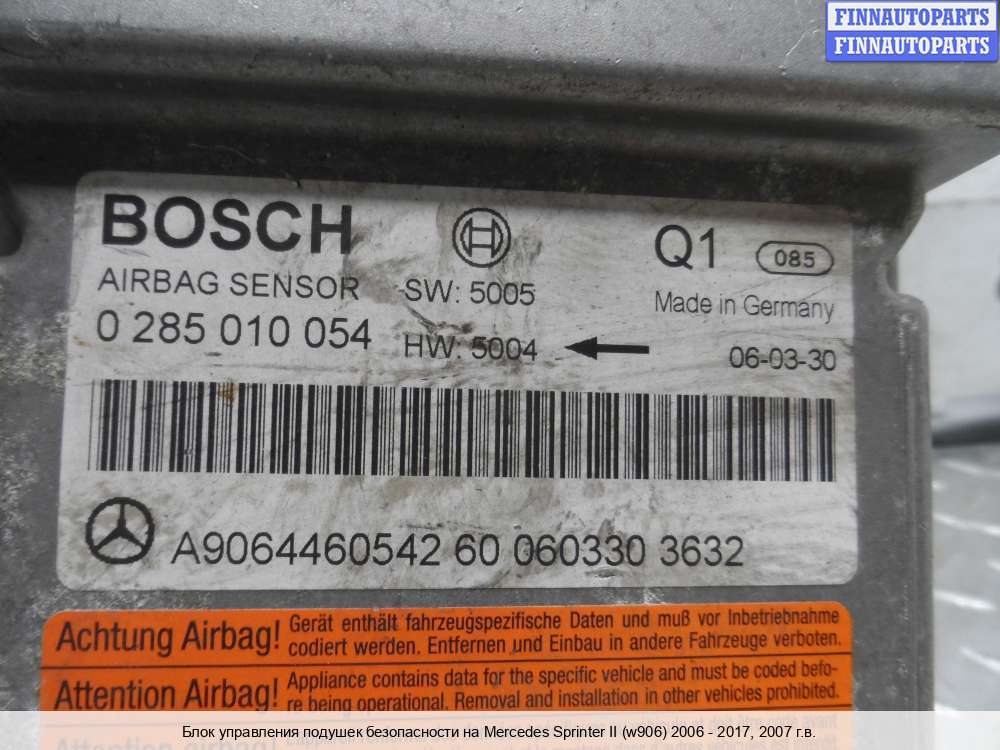 FINNAUTOPARTS
FINNAUTOPARTS
BOSCH
Q1 085
AIRBAG SENSOR SW: 5005
Made in Germany
0 285 010 054 HW: 5004
06-03-30
A9064460542 60 060330 3632
Achtung Airbag! Gerät enthält fahrzeugspezifische Daten und muß vor Inbetriebnahme
codiert werden. Entfernen und Einbau in andere Fahrzeuge verboten.
Attention Airbag! Appliance contains data for the specific vehicle and must be coded befo-
re being operational. Removal and installation in other vehicles prohibited.
Attention airbag!
Блок управления подушек безопасности на Mercedes Sprinter II (w906) 2006 - 2017, 2007 г.в.